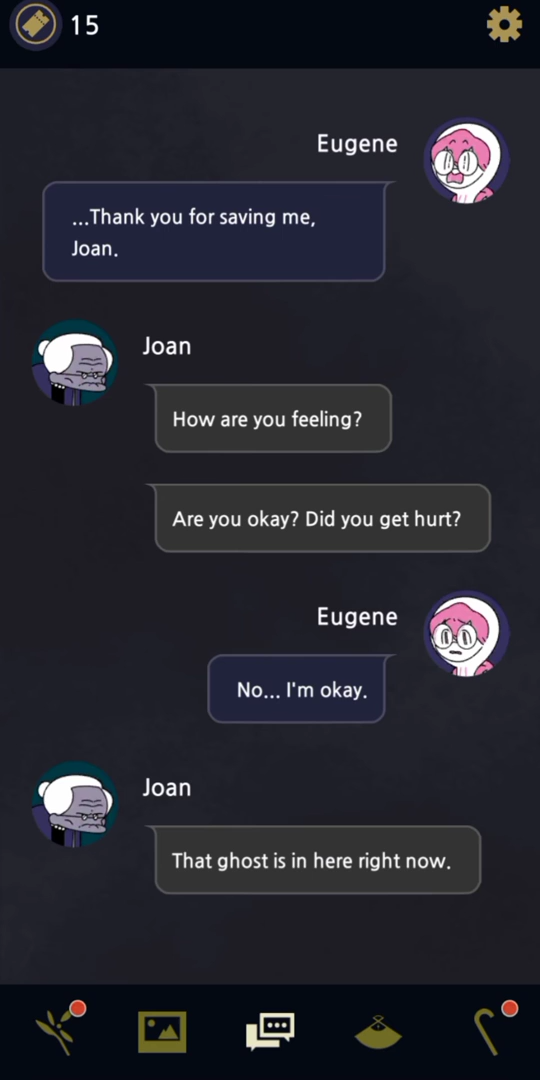 15
Eugene
...Thank you for saving me,
Joan.
Joan
How are you feeling?
Are you okay? Did you get hurt?
Eugene
No... I'm okay.
Joan
That ghost is in here right now.